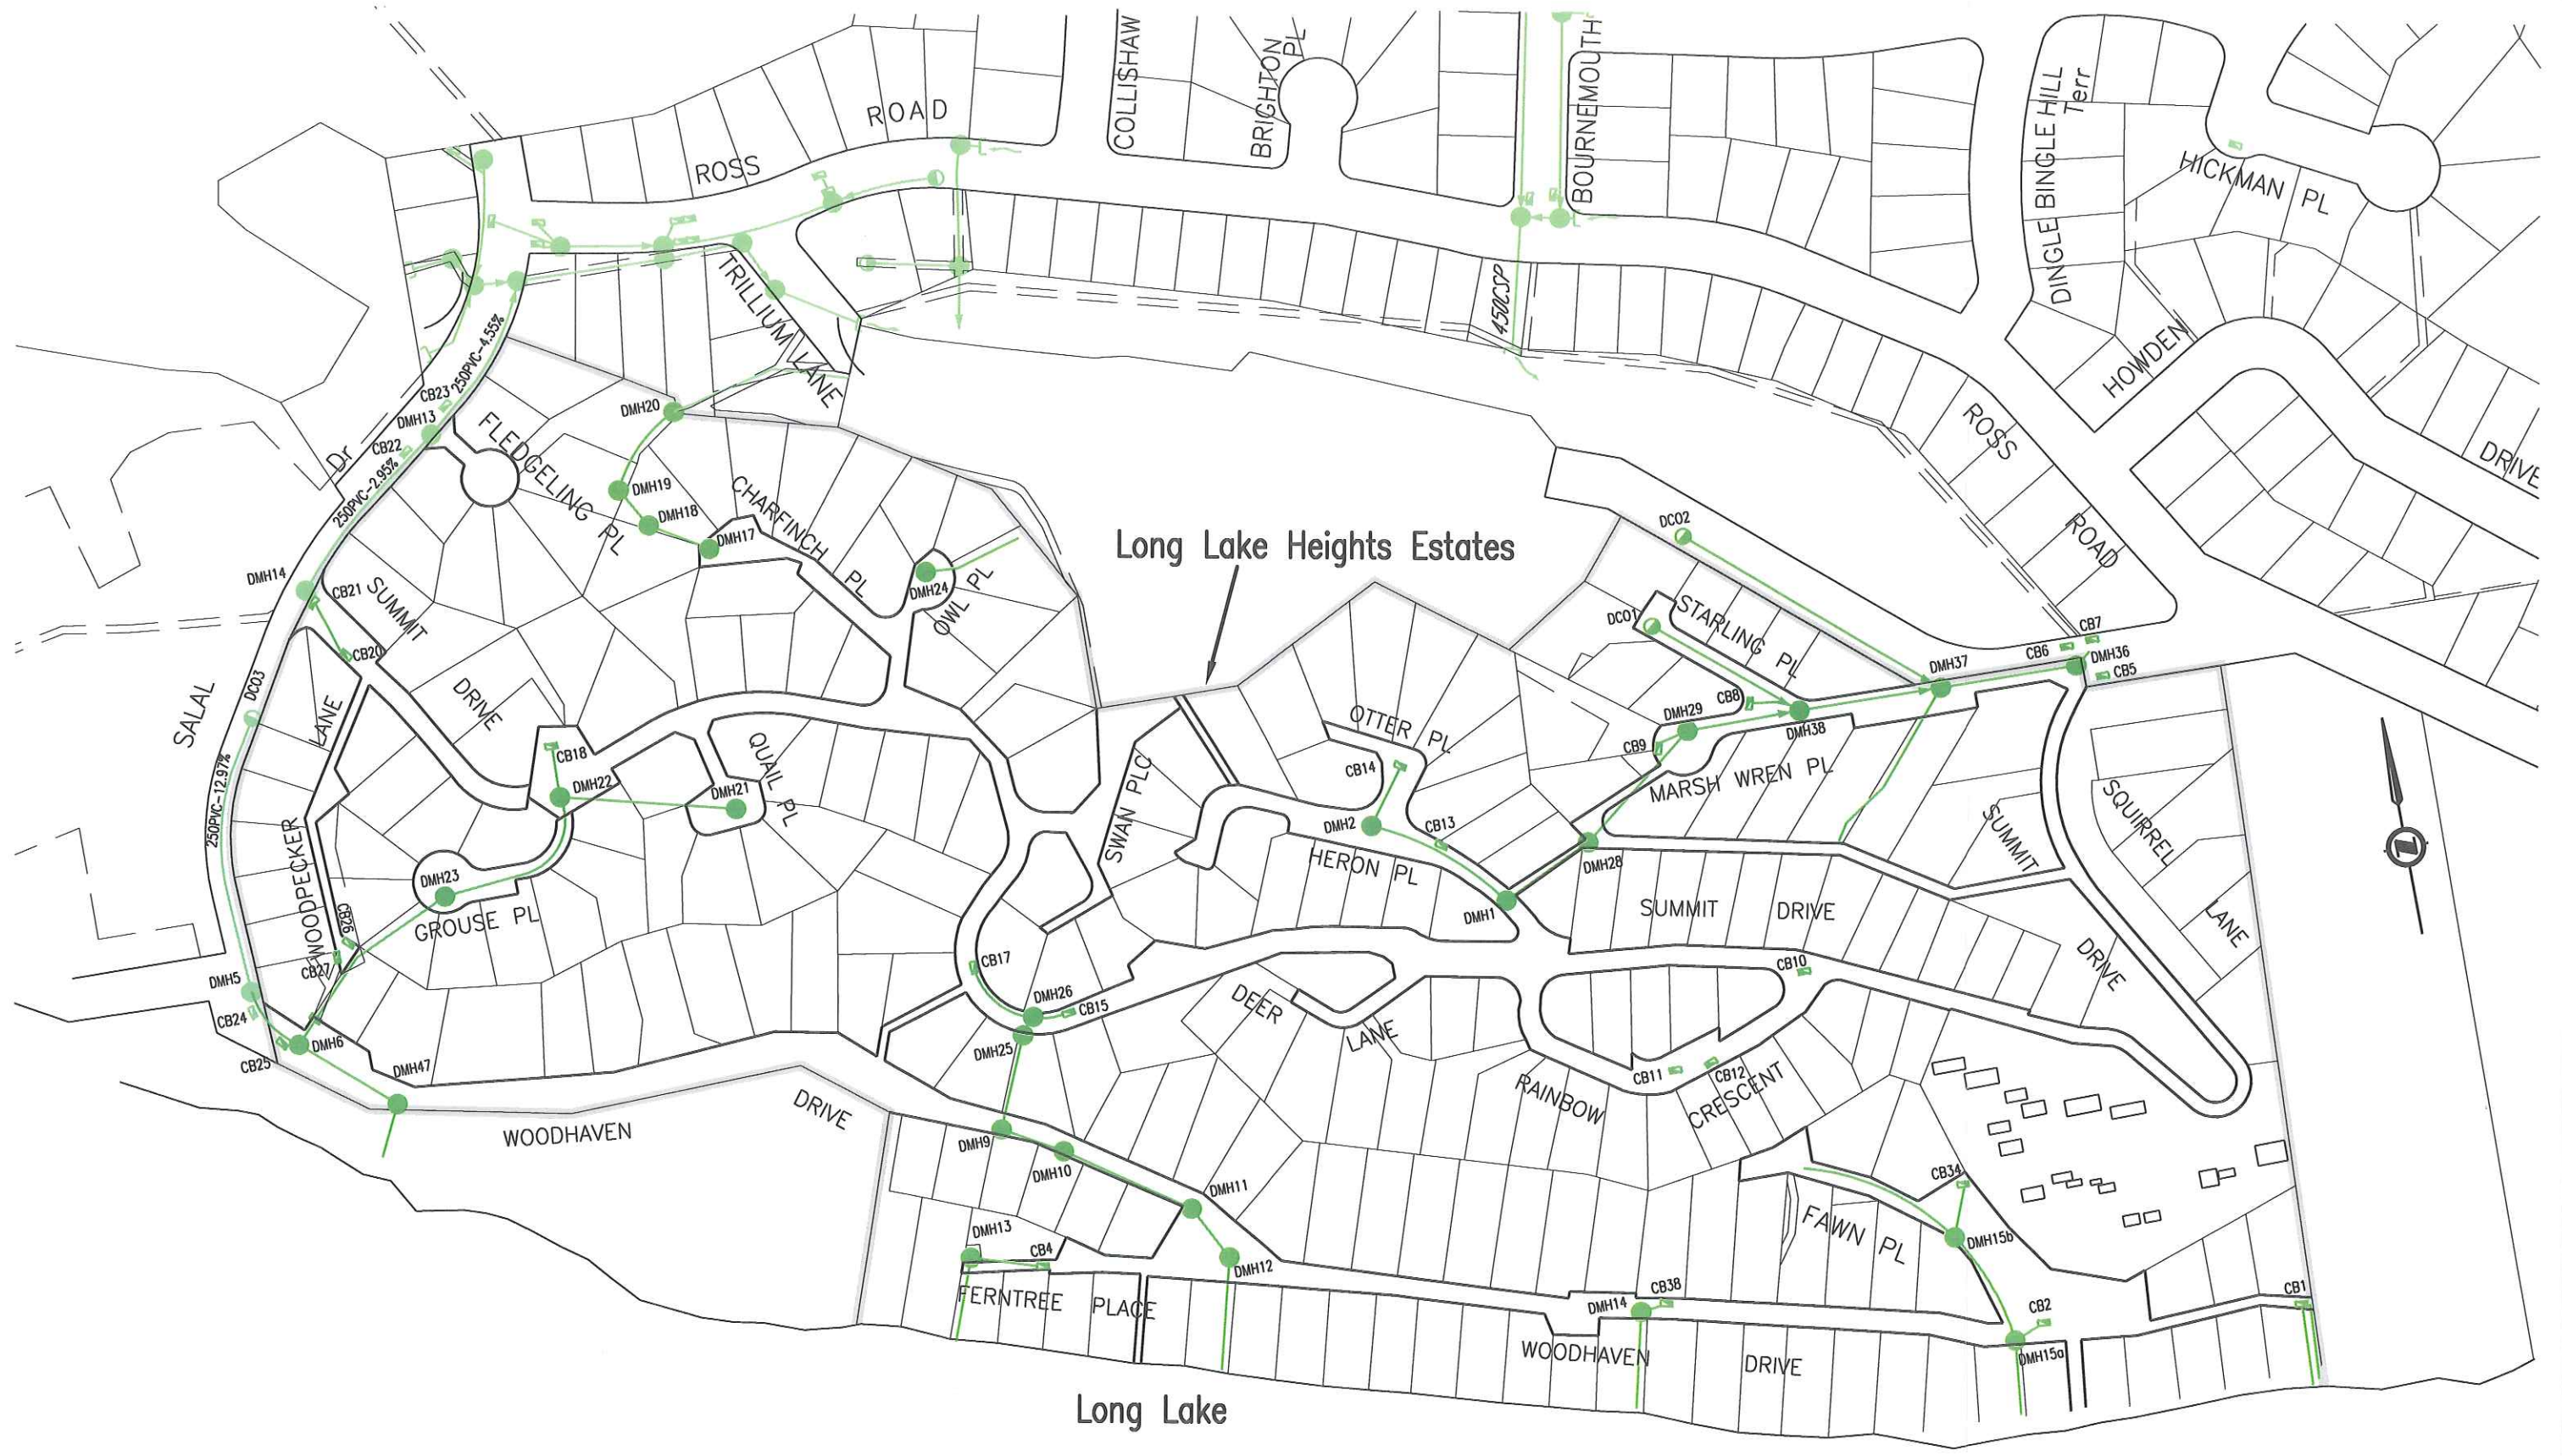 COLLISHAW
BRIGHTON
PL
BOURNEMOUTH
DINGLE BINGLE HILL
Terr
HICKMAN PL
ROSS
ROAD
HOWDEN
DRIVE
ROSS
ROAD
450CSP
TRILLIUM LANE
250PVC-4.55%
CB23
DMH13
CB22
Dr
250PVC-2.95%
FLEDGELING PL
DMH20
DMH19
DMH18
DMH17
CHARFINCH
PL
DMH24
OWL PL
Long Lake Heights Estates
DCO2
DCO1
STARLING PL
CB7
CB6
DMH36
CB5
DMH37
CB8
DMH29
DMH38
CB9
MARSH WREN PL
DMH14
CB21
SUMMIT
CB20
DRIVE
SALAL
DCO3
LANE
250PVC-12.97%
CB18
DMH22
DMH21
QUAIL PL
OTTER PL
CB14
DMH2
CB13
HERON PL
SWAN PLC
DMH28
DMH1
SUMMIT
SQUIRREL
LANE
DRIVE
SUMMIT DRIVE
WOODPECKER
DMH23
GROUSE PL
CB26
CB27
DMH5
CB24
DMH6
CB25
DMH47
CB17
DMH26
CB15
DMH25
DEER
LANE
CB10
CB11
CB12
RAINBOW
CRESCENT
WOODHAVEN
DRIVE
DMH9
DMH10
DMH11
DMH12
DMH13
CB4
FERNTREE PLACE
CB34
FAWN PL
DMH15b
CB38
DMH14
CB2
DMH15a
CB1
WOODHAVEN DRIVE
Long Lake
N